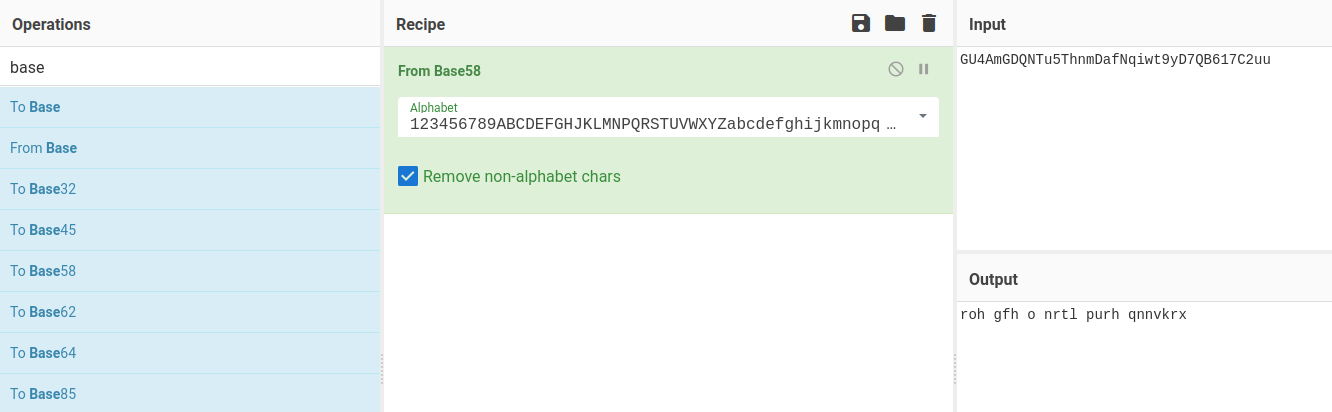 Operations
base
To Base
From Base
To Base32
To Base45
To Base58
To Base62
To Base64
To Base85
Recipe
From Base58
Alphabet
123456789ABCDEFGHJKLMNPQRSTUVWXYZabcdefghijkmnopq …
Remove non-alphabet chars
Input
GU4AmGDQNTu5ThnmDafNqiwt9yD7QB617C2uu
Output
roh gfh o nrtl purh qnnvkrx